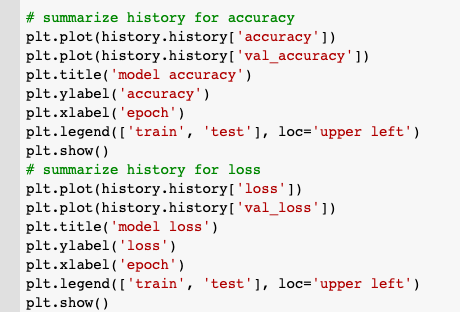 # summarize history for accuracy
plt.plot(history.history['accuracy'])
plt.plot(history.history['val_accuracy'])
plt.title('model accuracy')
plt.ylabel('accuracy')
plt.xlabel('epoch')
plt.legend(['train', 'test'], loc='upper left')
plt.show()
# summarize history for loss
plt.plot(history.history['loss'])
plt.plot(history.history['val_loss'])
plt.title('model loss')
plt.ylabel('loss')
plt.xlabel('epoch')
plt.legend(['train', 'test'], loc='upper left')
plt.show()